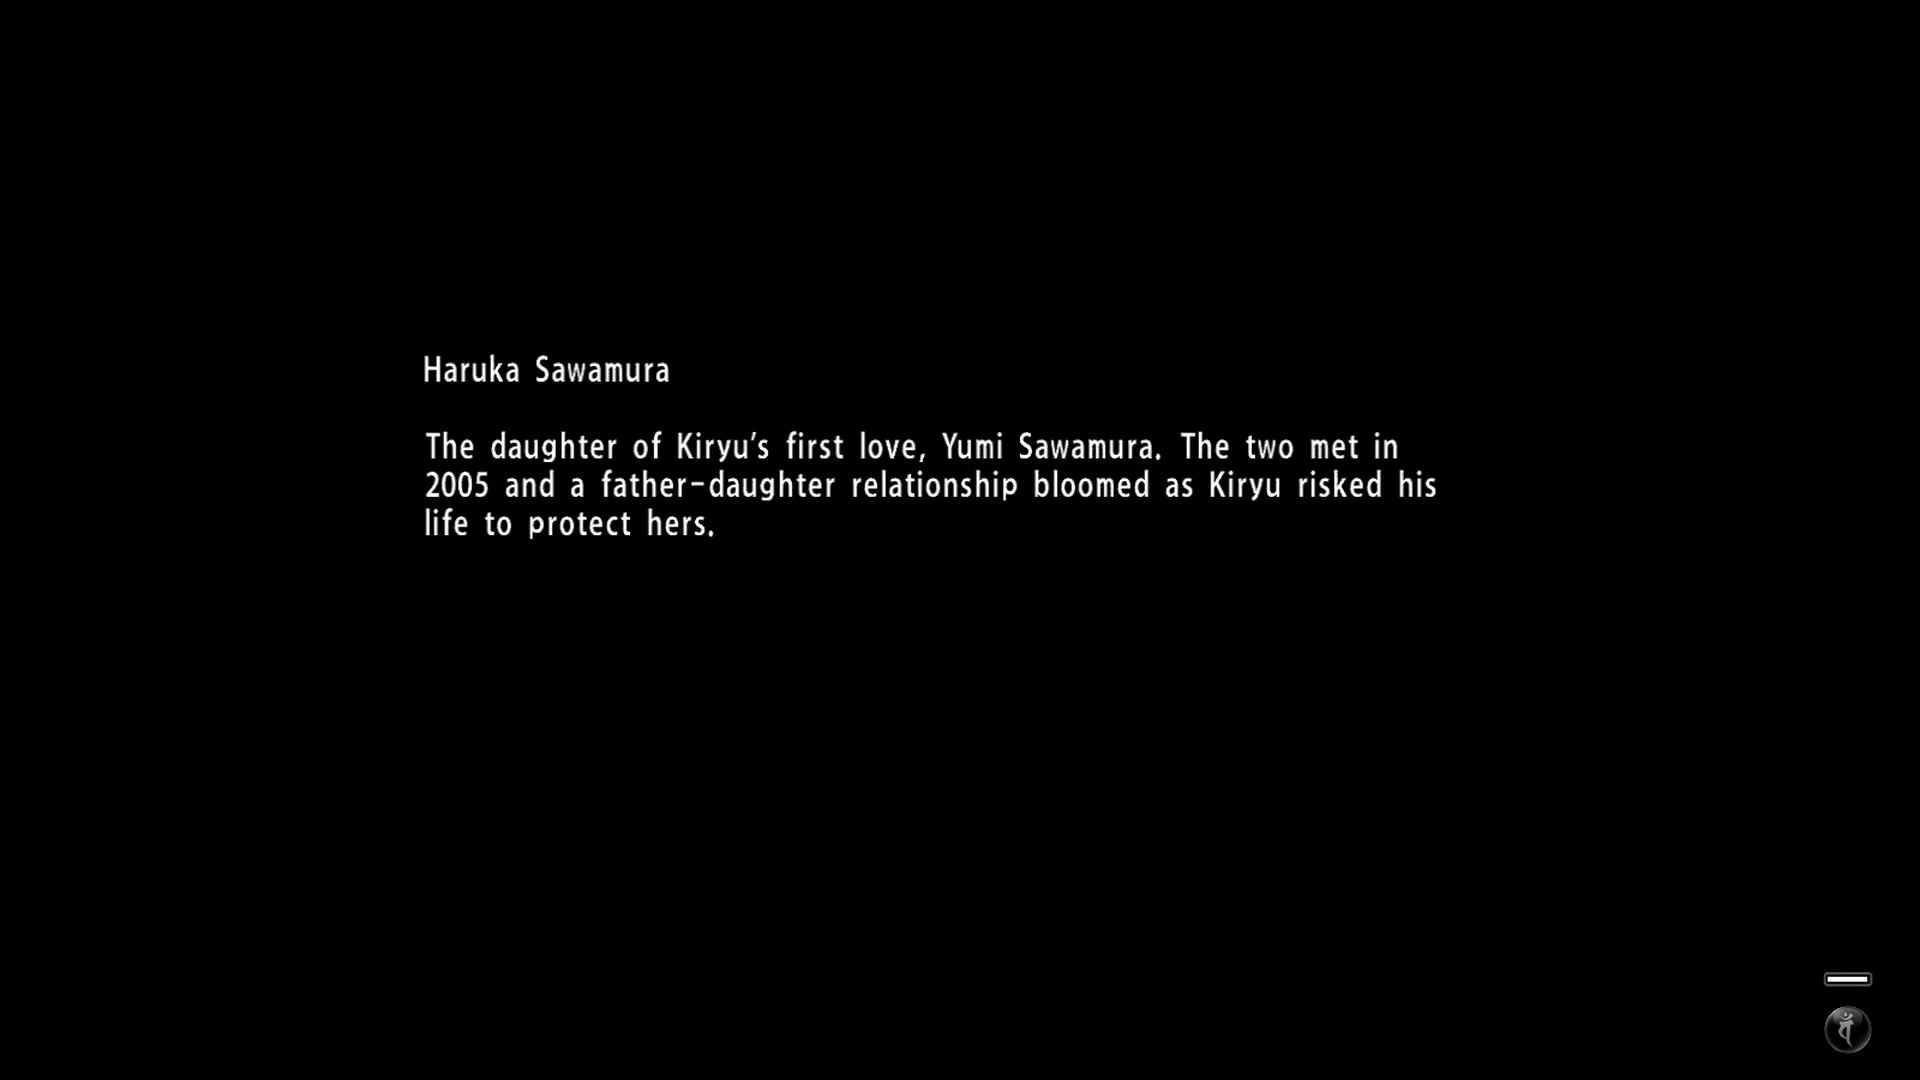 Haruka Sawamura
The daughter of Kiryu's first love, Yumi Sawamura. The two met in
2005 and a father-daughter relationship bloomed as Kiryu risked his
life to protect hers.